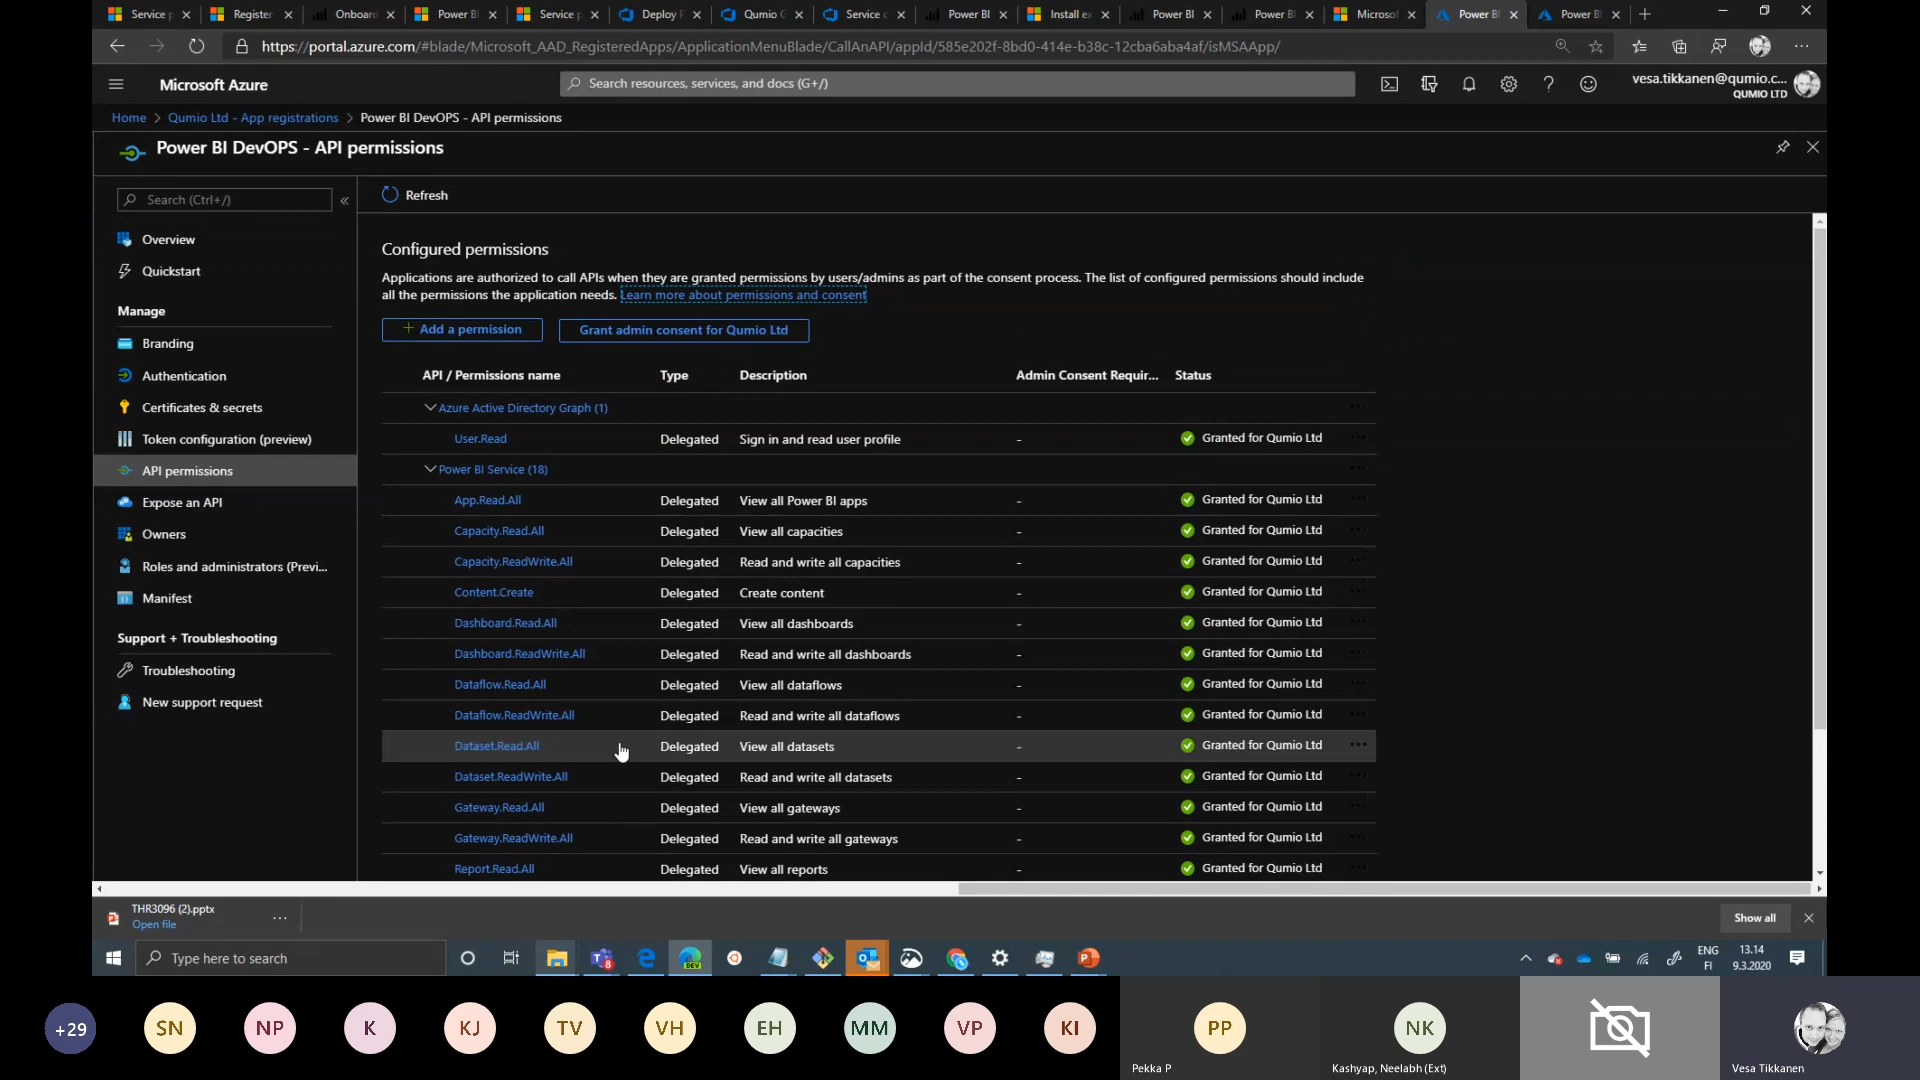 Service p
Register
Onboard
Power BI
Service p
Deploy P
Qumio G
Service c
Power BI
Install ex
Power BI
Power BI
Microsof
Power BI
Power BI
https://portal.azure.com/#blade/Microsoft_AAD_RegisteredApps/ApplicationMenuBlade/CallAnAPI/appId/585e202f-8bd0-414e-b38c-12cba6aba4af/isMSAApp/
Microsoft Azure
Search resources, services, and docs (G+/)
vesa.tikkanen@qumio.c...
QUMIO LTD
Home > Qumio Ltd - App registrations > Power BI DevOPS - API permissions
Power BI DevOPS - API permissions
Search (Ctrl+/)
Overview
Quickstart
Manage
Branding
Authentication
Certificates & secrets
Token configuration (preview)
API permissions
Expose an API
Owners
Roles and administrators (Previ...
Manifest
Support + Troubleshooting
Troubleshooting
New support request
Refresh
Configured permissions
Applications are authorized to call APIs when they are granted permissions by users/admins as part of the consent process. The list of configured permissions should include
all the permissions the application needs. Learn more about permissions and consent
+ Add a permission
Grant admin consent for Qumio Ltd
API / Permissions name Type Description Admin Consent Requir... Status
Azure Active Directory Graph (1)
User.Read Delegated Sign in and read user profile - Granted for Qumio Ltd
Power BI Service (18)
App.Read.All Delegated View all Power BI apps - Granted for Qumio Ltd
Capacity.Read.All Delegated View all capacities - Granted for Qumio Ltd
Capacity.ReadWrite.All Delegated Read and write all capacities - Granted for Qumio Ltd
Content.Create Delegated Create content - Granted for Qumio Ltd
Dashboard.Read.All Delegated View all dashboards - Granted for Qumio Ltd
Dashboard.ReadWrite.All Delegated Read and write all dashboards - Granted for Qumio Ltd
Dataflow.Read.All Delegated View all dataflows - Granted for Qumio Ltd
Dataflow.ReadWrite.All Delegated Read and write all dataflows - Granted for Qumio Ltd
Dataset.Read.All Delegated View all datasets - Granted for Qumio Ltd
Dataset.ReadWrite.All Delegated Read and write all datasets - Granted for Qumio Ltd
Gateway.Read.All Delegated View all gateways - Granted for Qumio Ltd
Gateway.ReadWrite.All Delegated Read and write all gateways - Granted for Qumio Ltd
Report.Read.All Delegated View all reports - Granted for Qumio Ltd
THR3096 (2).pptx
Open file
Show all
Type here to search
ENG
FI
13.14
9.3.2020
+29
SN
NP
K
KJ
TV
VH
EH
MM
VP
KI
PP
Pekka P
NK
Kashyap, Neelabh (Ext)
Vesa Tikkanen